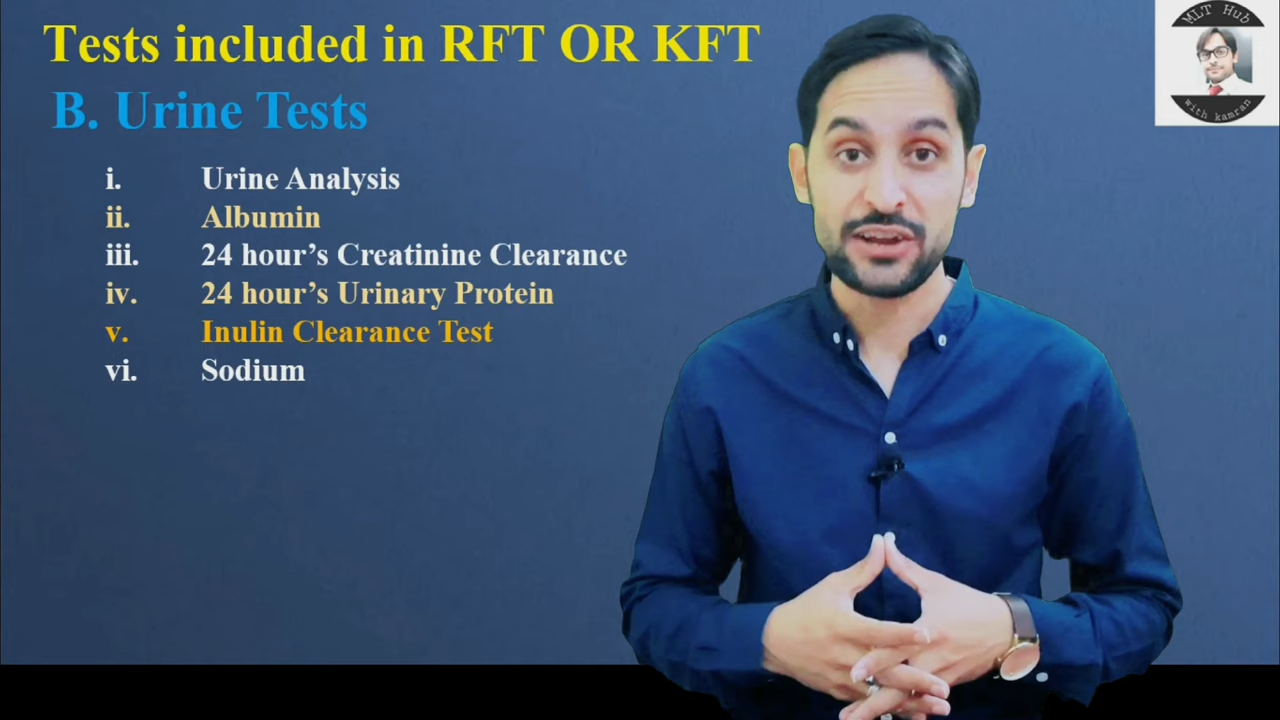 Tests included in RFT OR KFT
B. Urine Tests
i. Urine Analysis
ii. Albumin
iii. 24 hour’s Creatinine Clearance
iv. 24 hour’s Urinary Protein
v. Inulin Clearance Test
vi. Sodium
MLT Hub
with kamran